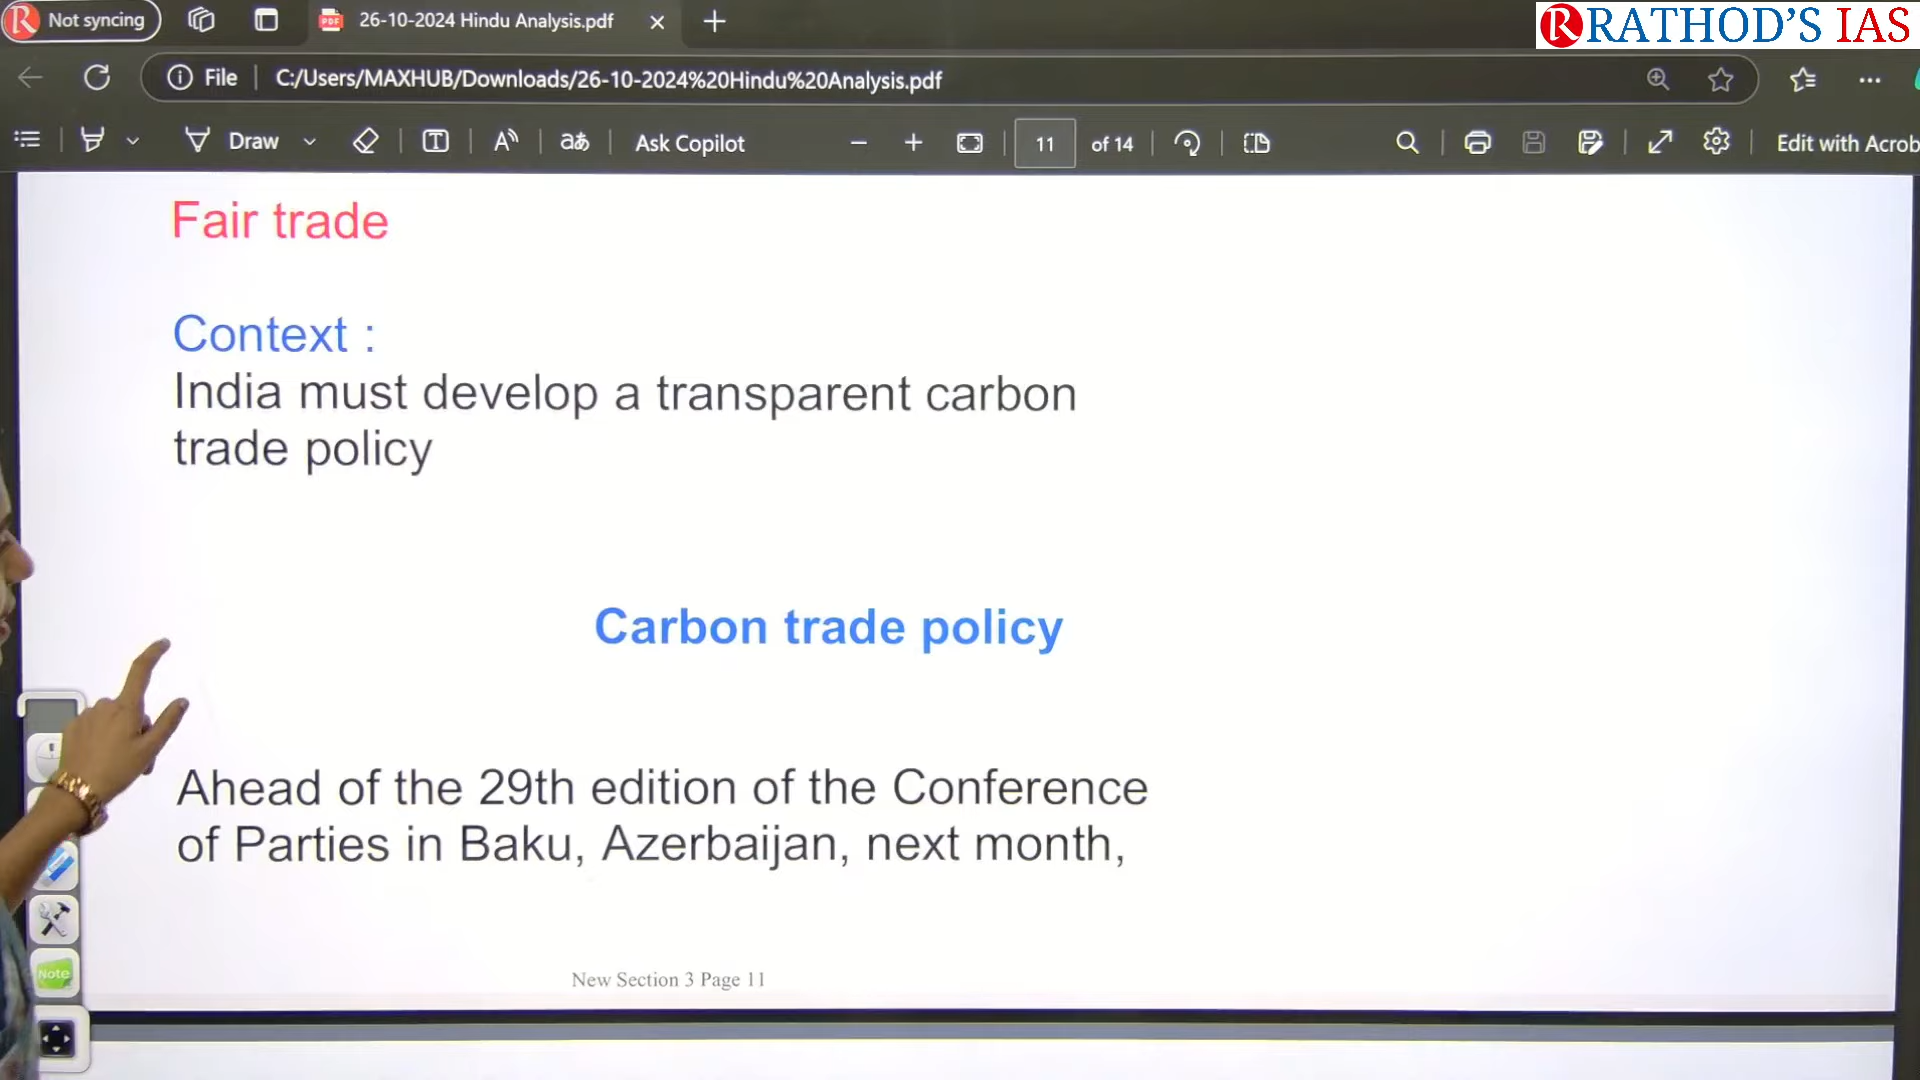 Not syncing
26-10-2024 Hindu Analysis.pdf
RATHOD'S IAS
File
C:/Users/MAXHUB/Downloads/26-10-2024%20Hindu%20Analysis.pdf
Draw
Ask Copilot
11 of 14
Edit with Acrob
Fair trade
Context :
India must develop a transparent carbon
trade policy
Carbon trade policy
Ahead of the 29th edition of the Conference
of Parties in Baku, Azerbaijan, next month,
Note
New Section 3 Page 11